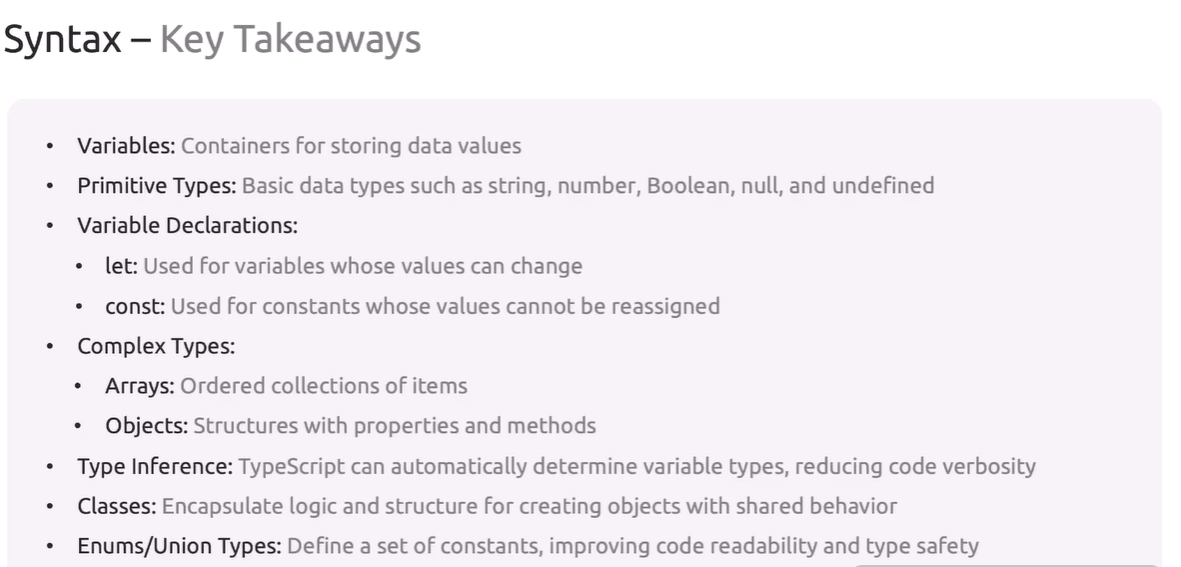 Syntax – Key Takeaways
• Variables: Containers for storing data values
• Primitive Types: Basic data types such as string, number, Boolean, null, and undefined
• Variable Declarations:
• let: Used for variables whose values can change
• const: Used for constants whose values cannot be reassigned
• Complex Types:
• Arrays: Ordered collections of items
• Objects: Structures with properties and methods
• Type Inference: TypeScript can automatically determine variable types, reducing code verbosity
• Classes: Encapsulate logic and structure for creating objects with shared behavior
• Enums/Union Types: Define a set of constants, improving code readability and type safety